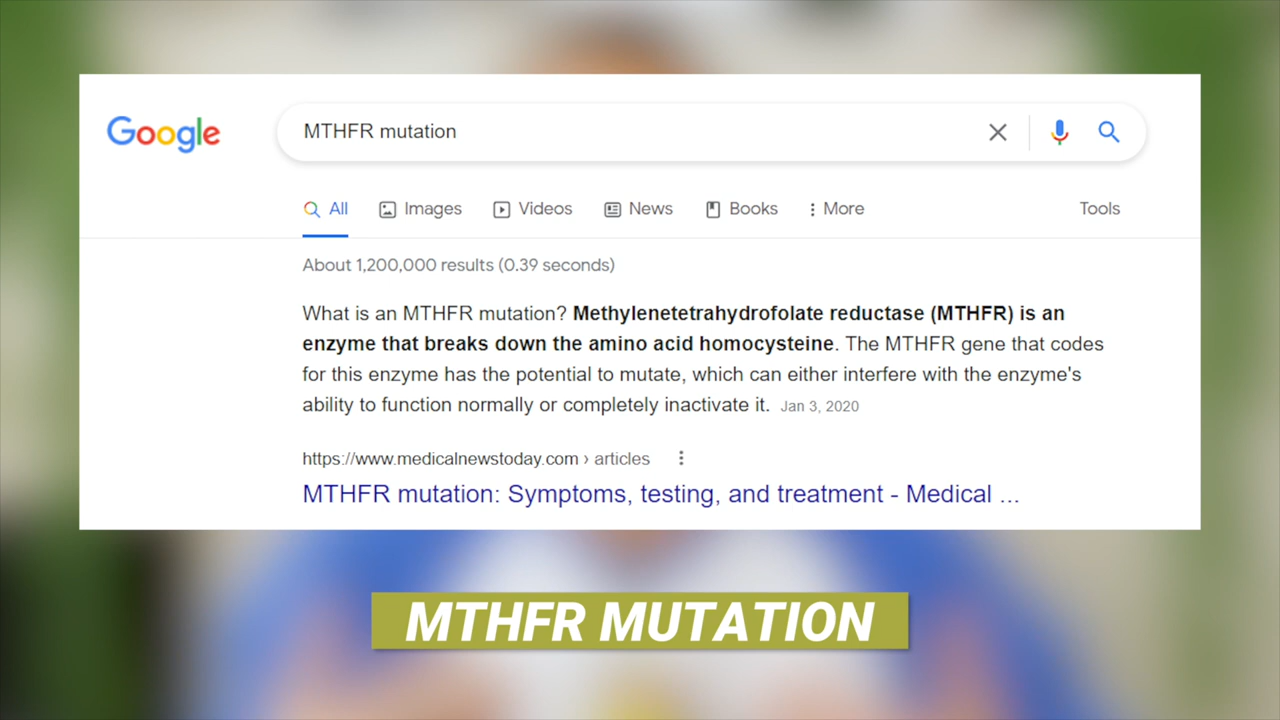 Google
MTHFR mutation
All Images Videos News Books More Tools
About 1,200,000 results (0.39 seconds)
What is an MTHFR mutation? Methylenetetrahydrofolate reductase (MTHFR) is an
enzyme that breaks down the amino acid homocysteine. The MTHFR gene that codes
for this enzyme has the potential to mutate, which can either interfere with the enzyme's
ability to function normally or completely inactivate it. Jan 3, 2020
https://www.medicalnewstoday.com › articles
MTHFR mutation: Symptoms, testing, and treatment - Medical ...
MTHFR MUTATION